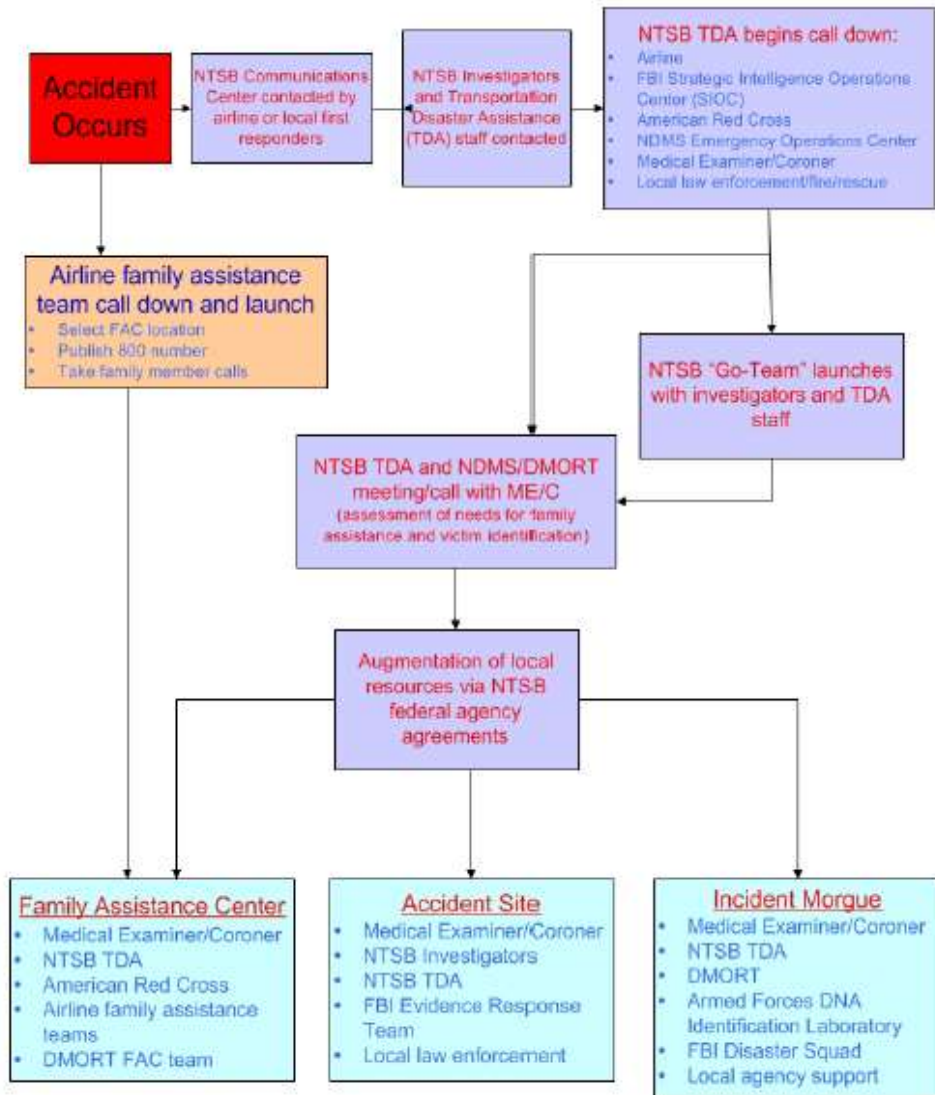 Accident
Occurs
NTSB Communications
Center contacted by
airline or local first
responders
NTSB Investigators
and Transportation
Disaster Assistance
(TDA) staff contacted
NTSB TDA begins call down:
• Airline
• FBI Strategic Intelligence Operations
Center (SIOC)
• American Red Cross
• NDMS Emergency Operations Center
• Medical Examiner/Coroner
• Local law enforcement/fire/rescue
Airline family assistance
team call down and launch
• Select FAC location
• Publish 800 number
• Take family member calls
NTSB "Go-Team" launches
with investigators and TDA
staff
NTSB TDA and NDMS/DMORT
meeting/call with ME/C
(assessment of needs for family
assistance and victim identification)
Augmentation of local
resources via NTSB
federal agency
agreements
Family Assistance Center
• Medical Examiner/Coroner
• NTSB TDA
• American Red Cross
• Airline family assistance
teams
• DMORT FAC team
Accident Site
• Medical Examiner/Coroner
• NTSB Investigators
• NTSB TDA
• FBI Evidence Response
Team
• Local law enforcement
Incident Morgue
• Medical Examiner/Coroner
• NTSB TDA
• DMORT
• Armed Forces DNA
Identification Laboratory
• FBI Disaster Squad
• Local agency support